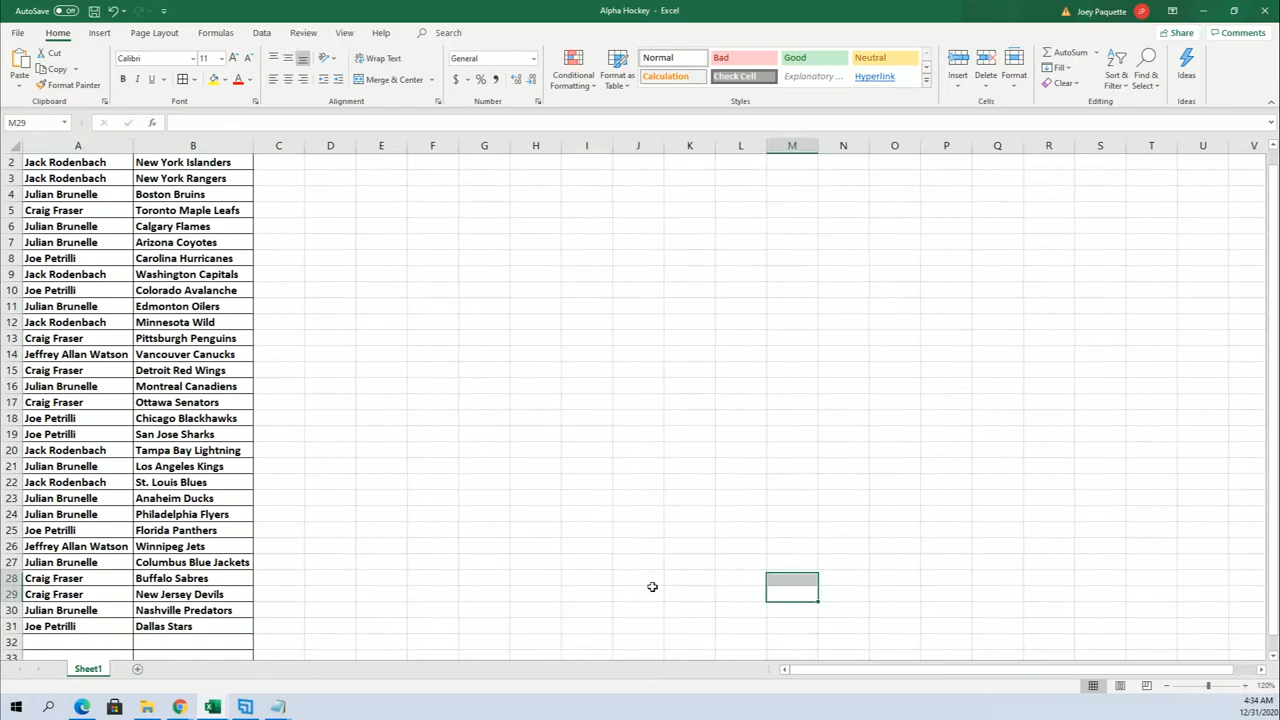 AutoSave Off
Alpha Hockey - Excel
Joey Paquette JP
File Home Insert Page Layout Formulas Data Review View Help Search Share Comments
Paste Cut Copy Format Painter
Calibri 11 A A
B I U A
Wrap Text
Merge & Center
General
$ % 9
Conditional Formatting Format as Table
Normal Bad Good Neutral
Calculation Check Cell Explanatory ... Hyperlink
Insert Delete Format
AutoSum Fill Clear
Sort & Filter Find & Select Ideas
Clipboard Font Alignment Number Styles Cells Editing Ideas
M29 fx
A B C D E F G H I J K L M N O P Q R S T U V
2 Jack Rodenbach New York Islanders
3 Jack Rodenbach New York Rangers
4 Julian Brunelle Boston Bruins
5 Craig Fraser Toronto Maple Leafs
6 Julian Brunelle Calgary Flames
7 Julian Brunelle Arizona Coyotes
8 Joe Petrilli Carolina Hurricanes
9 Jack Rodenbach Washington Capitals
10 Joe Petrilli Colorado Avalanche
11 Julian Brunelle Edmonton Oilers
12 Jack Rodenbach Minnesota Wild
13 Craig Fraser Pittsburgh Penguins
14 Jeffrey Allan Watson Vancouver Canucks
15 Craig Fraser Detroit Red Wings
16 Julian Brunelle Montreal Canadiens
17 Craig Fraser Ottawa Senators
18 Joe Petrilli Chicago Blackhawks
19 Joe Petrilli San Jose Sharks
20 Jack Rodenbach Tampa Bay Lightning
21 Julian Brunelle Los Angeles Kings
22 Jack Rodenbach St. Louis Blues
23 Julian Brunelle Anaheim Ducks
24 Julian Brunelle Philadelphia Flyers
25 Joe Petrilli Florida Panthers
26 Jeffrey Allan Watson Winnipeg Jets
27 Julian Brunelle Columbus Blue Jackets
28 Craig Fraser Buffalo Sabres
29 Craig Fraser New Jersey Devils
30 Julian Brunelle Nashville Predators
31 Joe Petrilli Dallas Stars
32
33
Sheet1
120%
4:34 AM
12/31/2020